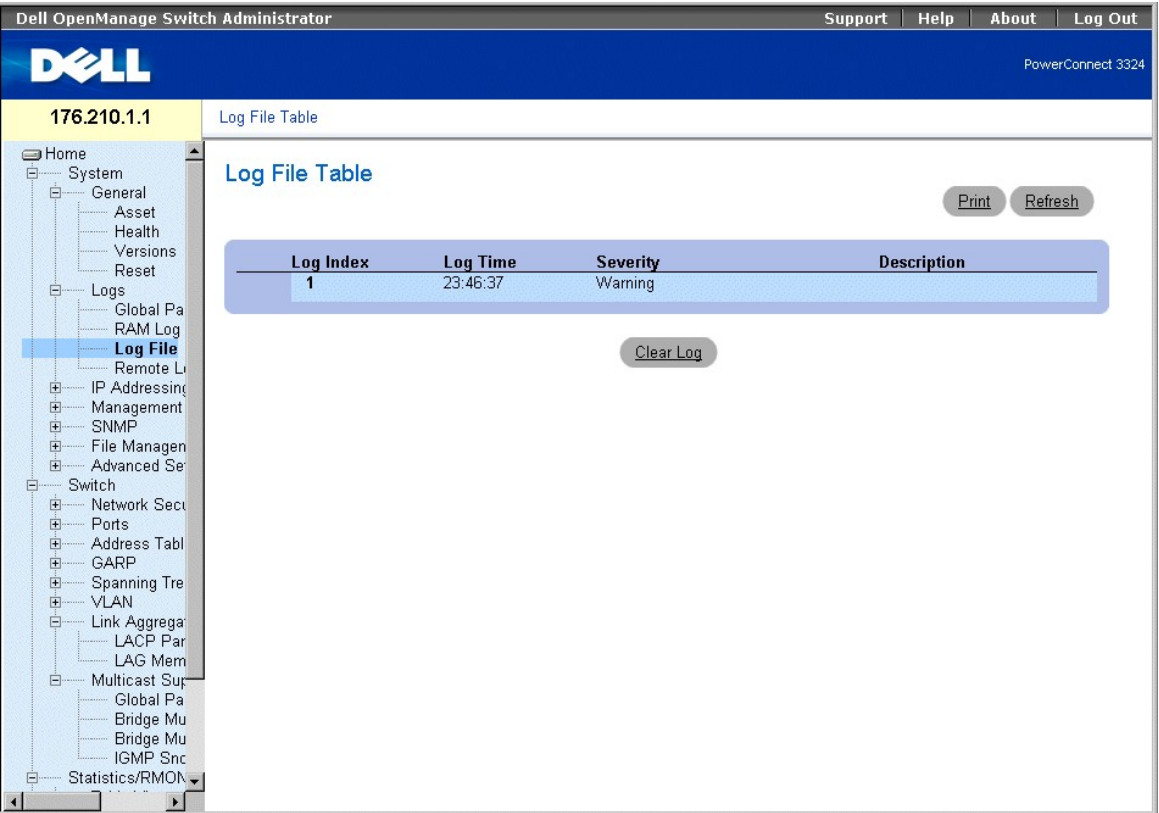 Dell OpenManage Switch Administrator Support Help About Log Out
DELL
PowerConnect 3324
176.210.1.1
Log File Table
Home
System
General
Asset
Health
Versions
Reset
Logs
Global Pa
RAM Log
Log File
Remote L
IP Addressing
Management
SNMP
File Managen
Advanced Se
Switch
Network Secu
Ports
Address Tabl
GARP
Spanning Tre
VLAN
Link Aggrega
LACP Par
LAG Mem
Multicast Sup
Global Pa
Bridge Mu
Bridge Mu
IGMP Sno
Statistics/RMON
Log File Table
Print Refresh
Log Index Log Time Severity Description
1 23:46:37 Warning
Clear Log